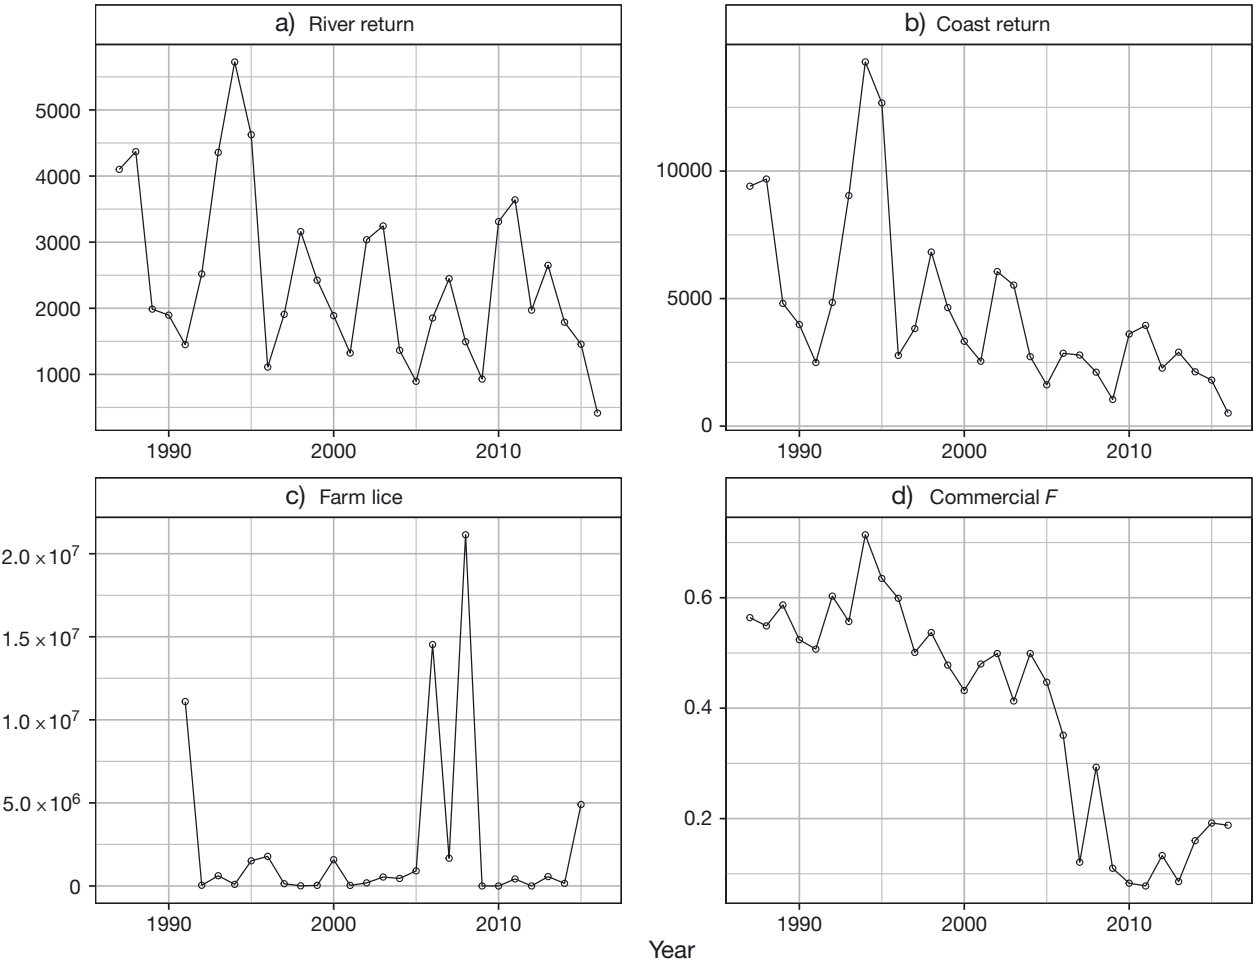 a) River return
b) Coast return
5000
4000
3000
2000
1000
10000
5000
0
1990 2000 2010
1990 2000 2010
c) Farm lice
d) Commercial F
2.0 × 10⁷
1.5 × 10⁷
1.0 × 10⁷
5.0 × 10⁶
0
0.6
0.4
0.2
1990 2000 2010
1990 2000 2010
Year